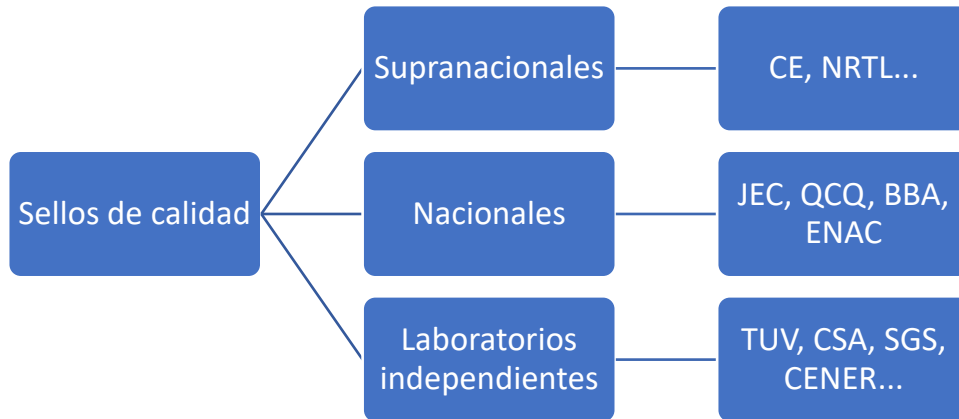 Sellos de calidad
Supranacionales
CE, NRTL...
Nacionales
JEC, QCQ, BBA,
ENAC
Laboratorios
independientes
TUV, CSA, SGS,
CENER...